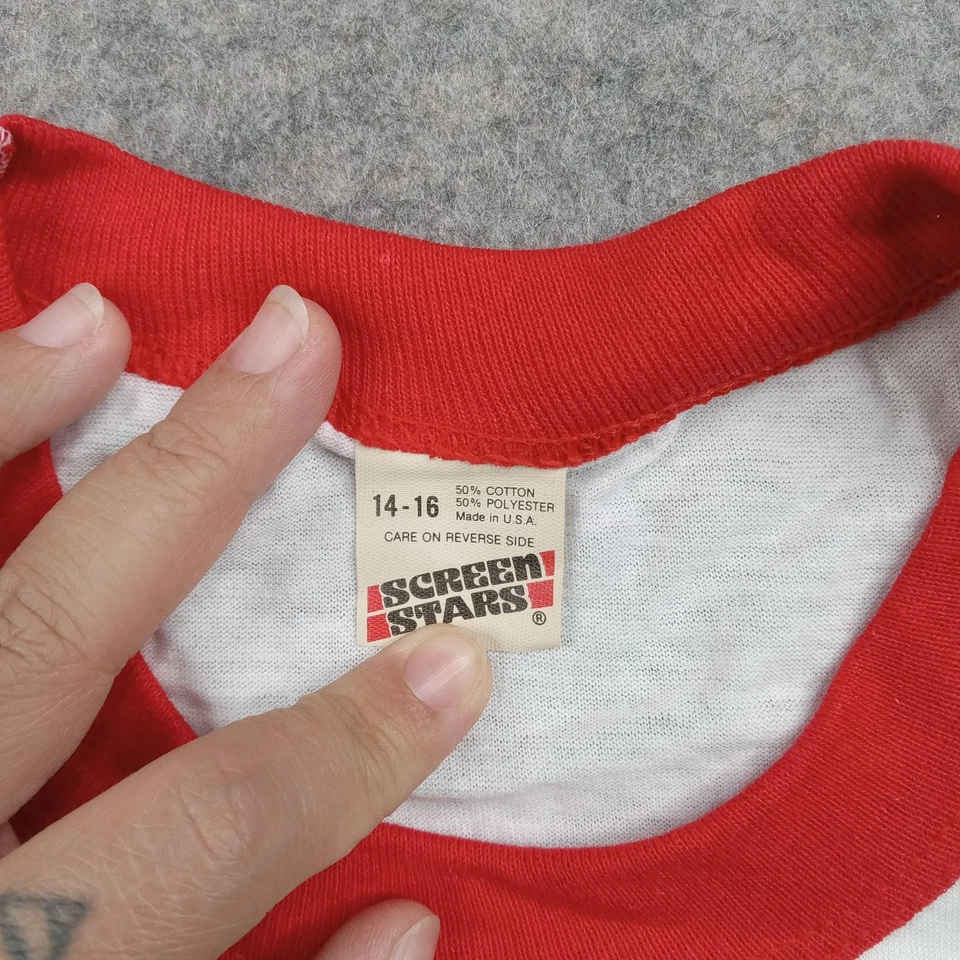 14-16
50% COTTON
50% POLYESTER
Made in U.S.A.
CARE ON REVERSE SIDE
SCREEN
STARS
®